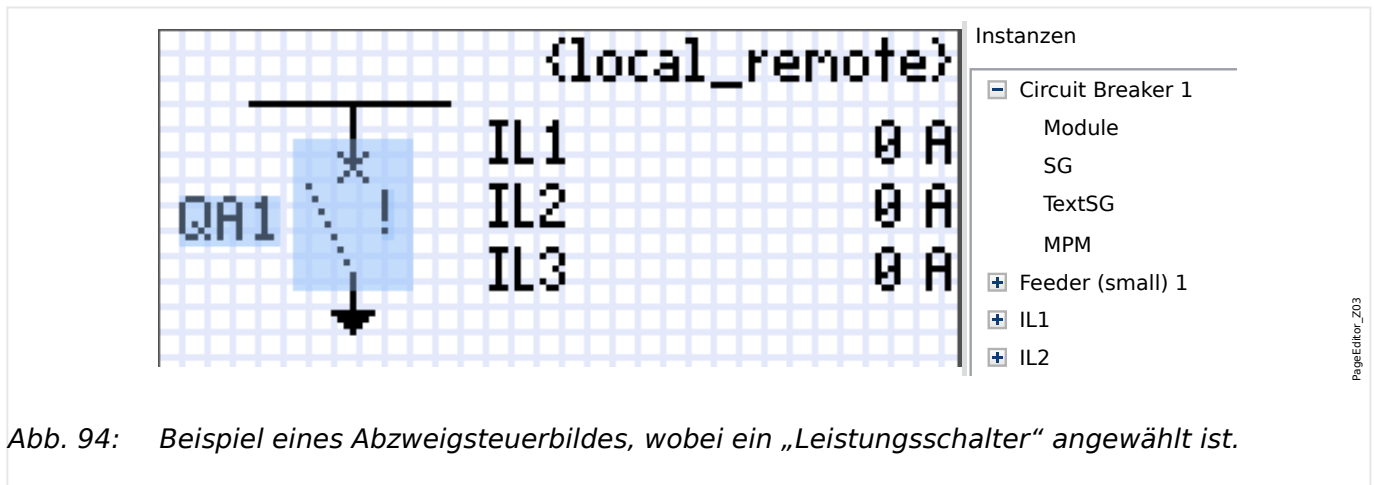 {local_remote}
IL1 0 A
QA1 ! IL2 0 A
IL3 0 A
Instanzen
Circuit Breaker 1
Module
SG
TextSG
MPM
Feeder (small) 1
IL1
IL2
PageEditor_Z03
Abb. 94: Beispiel eines Abzweigsteuerbildes, wobei ein „Leistungsschalter“ angewählt ist.